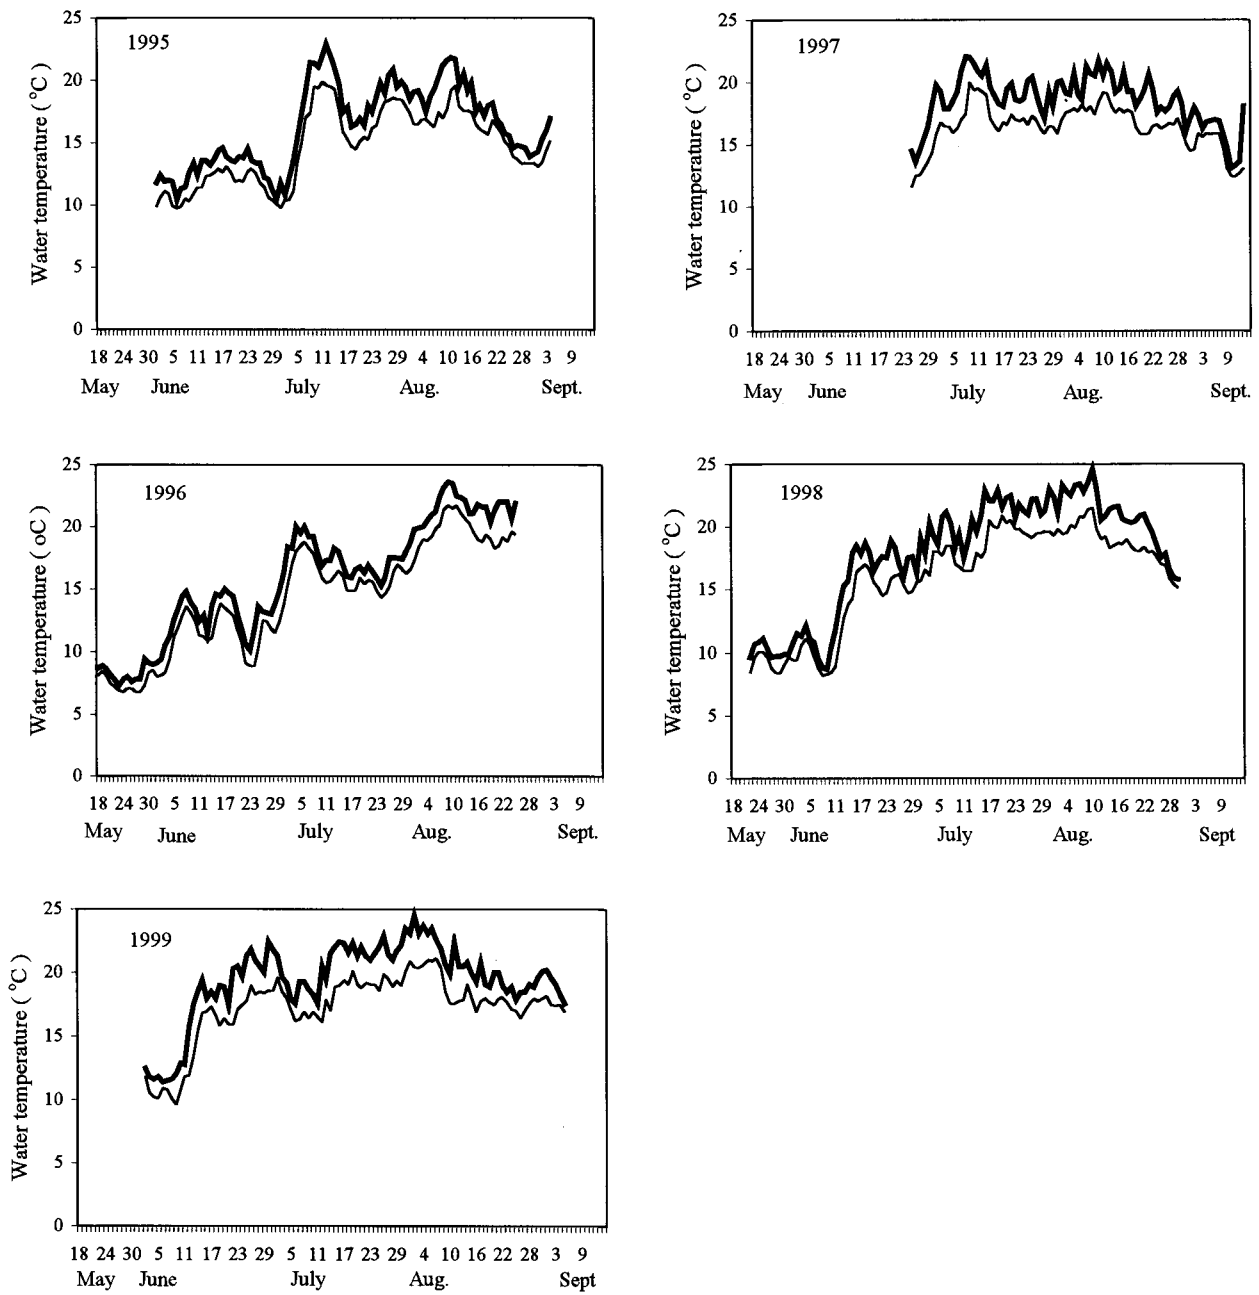 1995
Water temperature ( °C )
25
20
15
10
5
0
18 24 30 5 11 17 23 29 5 11 17 23 29 4 10 16 22 28 3 9
May June July Aug. Sept.
1997
Water temperature ( °C )
25
20
15
10
5
0
18 24 30 5 11 17 23 29 5 11 17 23 29 4 10 16 22 28 3 9
May June July Aug. Sept.
1996
Water temperature ( oC )
25
20
15
10
5
0
18 24 30 5 11 17 23 29 5 11 17 23 29 4 10 16 22 28 3 9
May June July Aug. Sept.
1998
Water temperature ( °C )
25
20
15
10
5
0
18 24 30 5 11 17 23 29 5 11 17 23 29 4 10 16 22 28 3 9
May June July Aug. Sept
1999
Water temperature ( °C )
25
20
15
10
5
0
18 24 30 5 11 17 23 29 5 11 17 23 29 4 10 16 22 28 3 9
May June July Aug. Sept